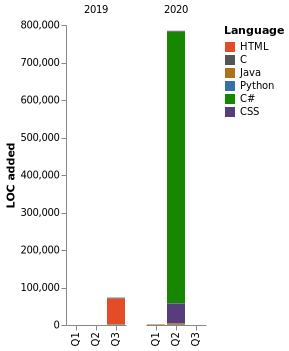 2019 2020
Language
HTML
C
Java
Python
C#
CSS
LOC added
800,000
700,000
600,000
500,000
400,000
300,000
200,000
100,000
0
Q1 Q2 Q3 Q1 Q2 Q3